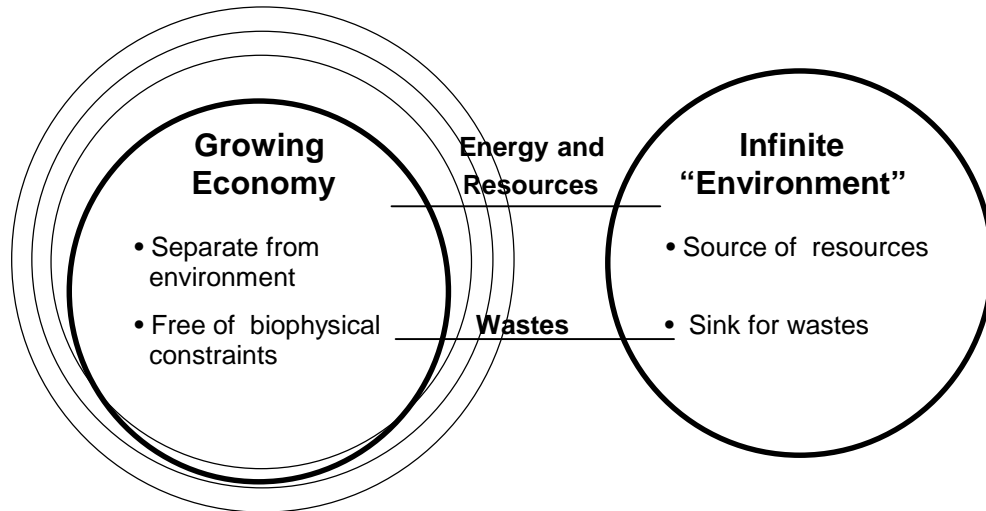 Growing
Economy
• Separate from
environment
• Free of biophysical
constraints
Energy and
Resources
Wastes
Infinite
“Environment”
• Source of resources
• Sink for wastes